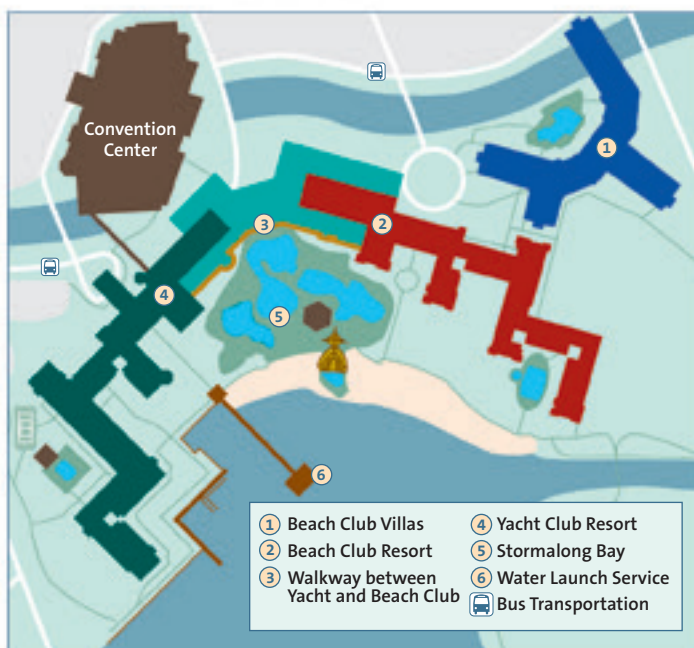 Convention
Center
1
3
2
4
5
6
1 Beach Club Villas
2 Beach Club Resort
3 Walkway between
Yacht and Beach Club
4 Yacht Club Resort
5 Stormalong Bay
6 Water Launch Service
Bus Transportation